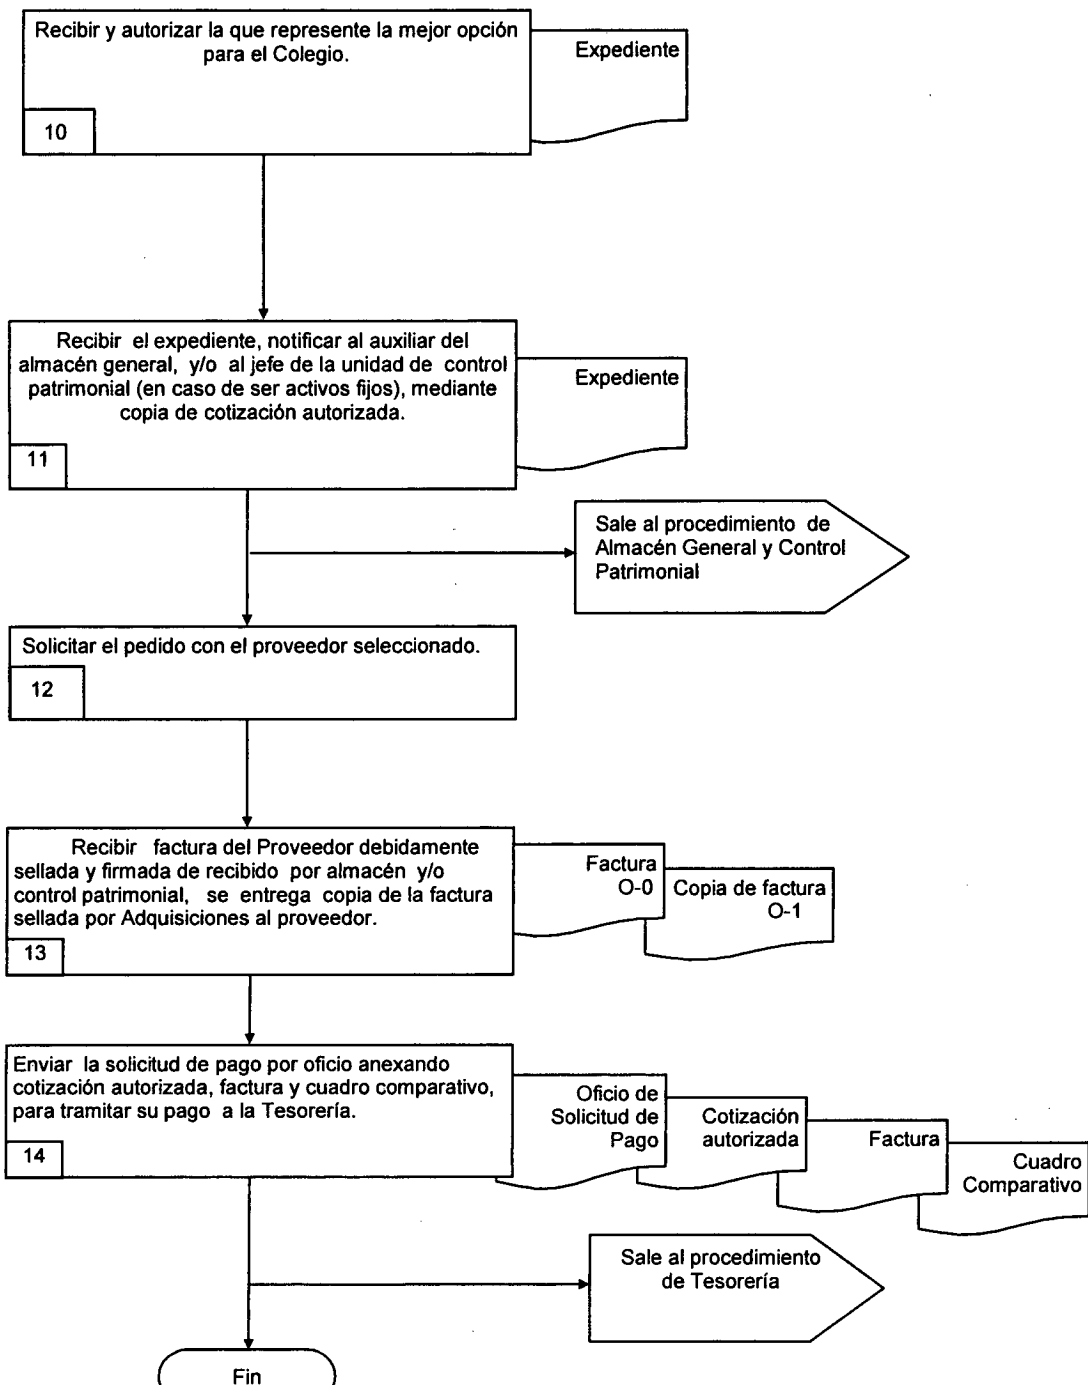 Recibir y autorizar la que represente la mejor opción
para el Colegio.
10
Expediente
Recibir el expediente, notificar al auxiliar del
almacén general, y/o al jefe de la unidad de control
patrimonial (en caso de ser activos fijos), mediante
copia de cotización autorizada.
11
Expediente
Sale al procedimiento de
Almacén General y Control
Patrimonial
Solicitar el pedido con el proveedor seleccionado.
12
Recibir factura del Proveedor debidamente
sellada y firmada de recibido por almacén y/o
control patrimonial, se entrega copia de la factura
sellada por Adquisiciones al proveedor.
13
Factura
O-0
Copia de factura
O-1
Enviar la solicitud de pago por oficio anexando
cotización autorizada, factura y cuadro comparativo,
para tramitar su pago a la Tesorería.
14
Oficio de
Solicitud de
Pago
Cotización
autorizada
Factura
Cuadro
Comparativo
Sale al procedimiento
de Tesorería
Fin